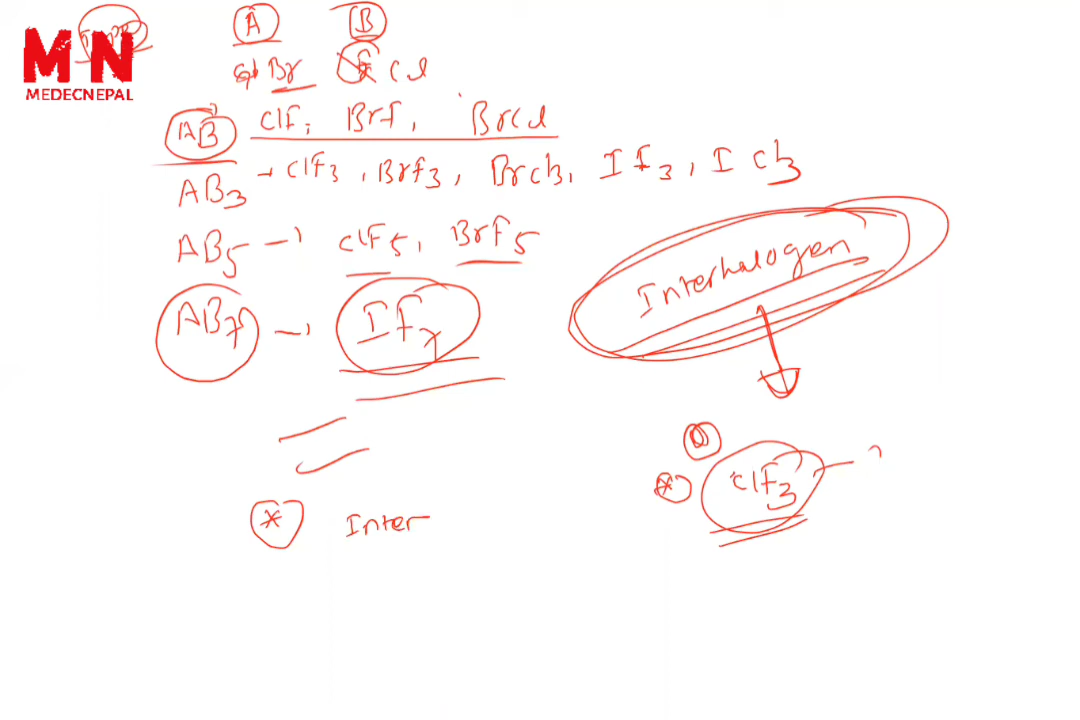 MN
MEDECNEPAL
A B
Br Cl
AB ClF, BrF, BrCl
AB3 → ClF3, BrF3, BrCl3, IF3, ICl3
AB5 → ClF5, BrF5
AB7 → IF7
Interhalogen
ClF3
* Inter